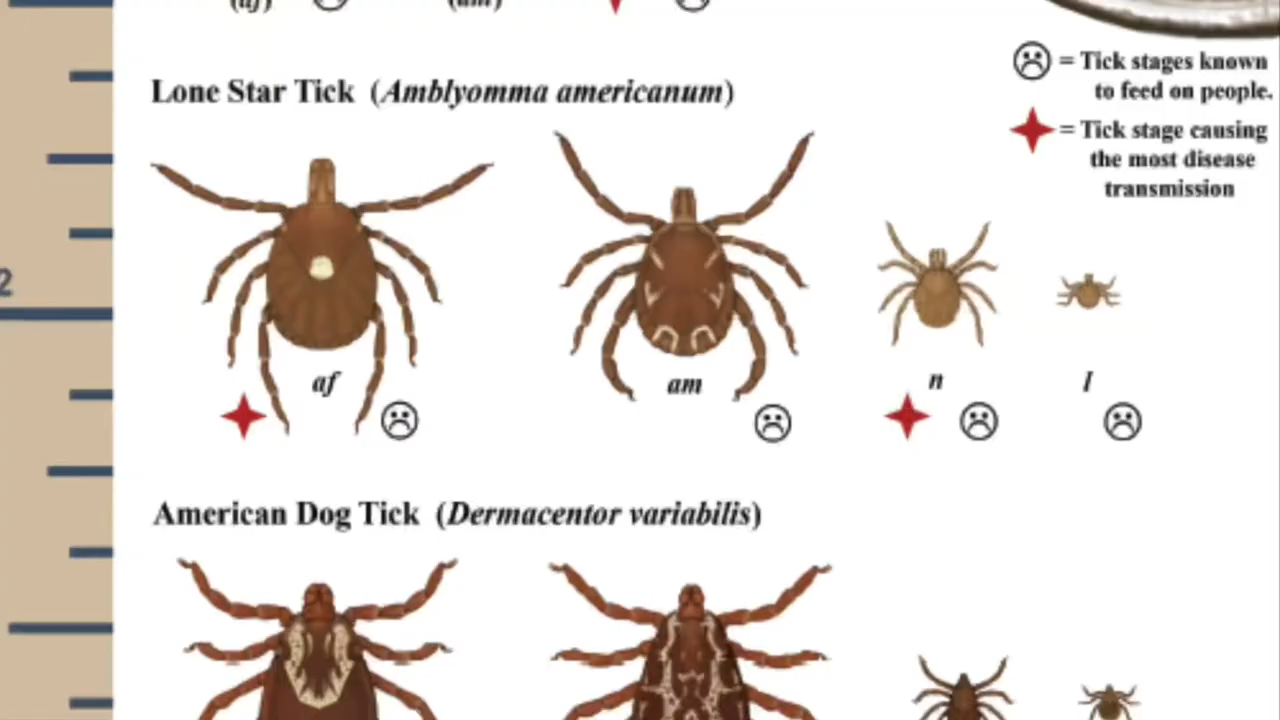 = Tick stages known
to feed on people.
= Tick stage causing
the most disease
transmission
Lone Star Tick (Amblyomma americanum)
2
af
am
n
l
American Dog Tick (Dermacentor variabilis)